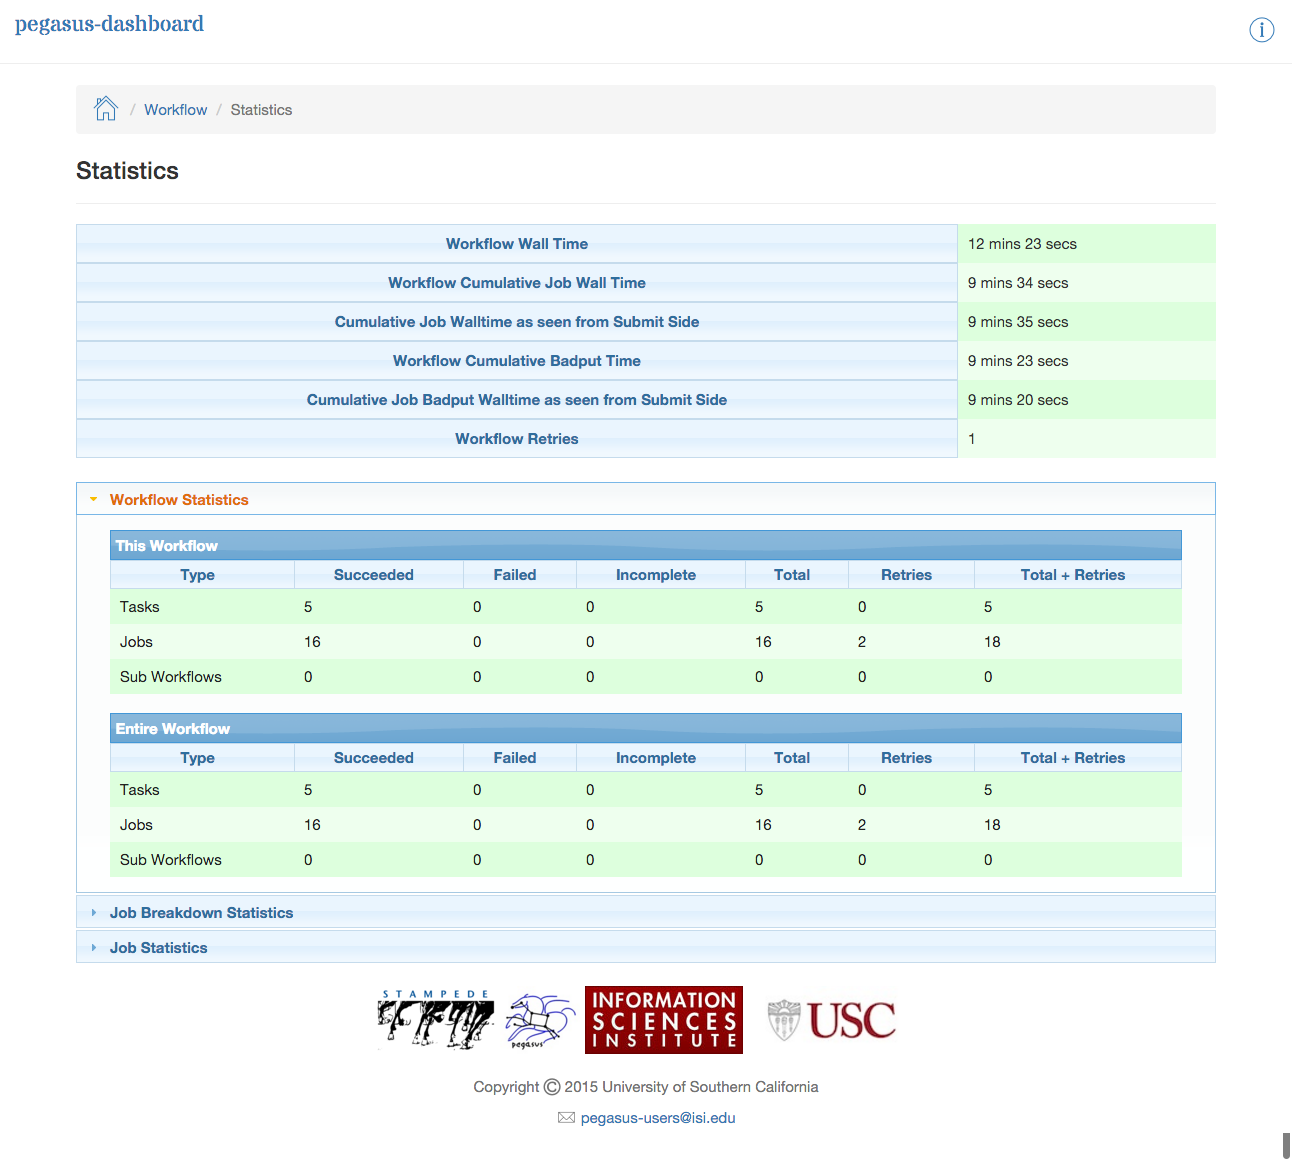 pegasus-dashboard
i
/ Workflow / Statistics
Statistics
Workflow Wall Time 12 mins 23 secs
Workflow Cumulative Job Wall Time 9 mins 34 secs
Cumulative Job Walltime as seen from Submit Side 9 mins 35 secs
Workflow Cumulative Badput Time 9 mins 23 secs
Cumulative Job Badput Walltime as seen from Submit Side 9 mins 20 secs
Workflow Retries 1
Workflow Statistics
This Workflow
Type Succeeded Failed Incomplete Total Retries Total + Retries
Tasks 5 0 0 5 0 5
Jobs 16 0 0 16 2 18
Sub Workflows 0 0 0 0 0 0
Entire Workflow
Type Succeeded Failed Incomplete Total Retries Total + Retries
Tasks 5 0 0 5 0 5
Jobs 16 0 0 16 2 18
Sub Workflows 0 0 0 0 0 0
Job Breakdown Statistics
Job Statistics
STAMPEDE
pegasus
INFORMATION
SCIENCES
INSTITUTE
USC
Copyright © 2015 University of Southern California
pegasus-users@isi.edu